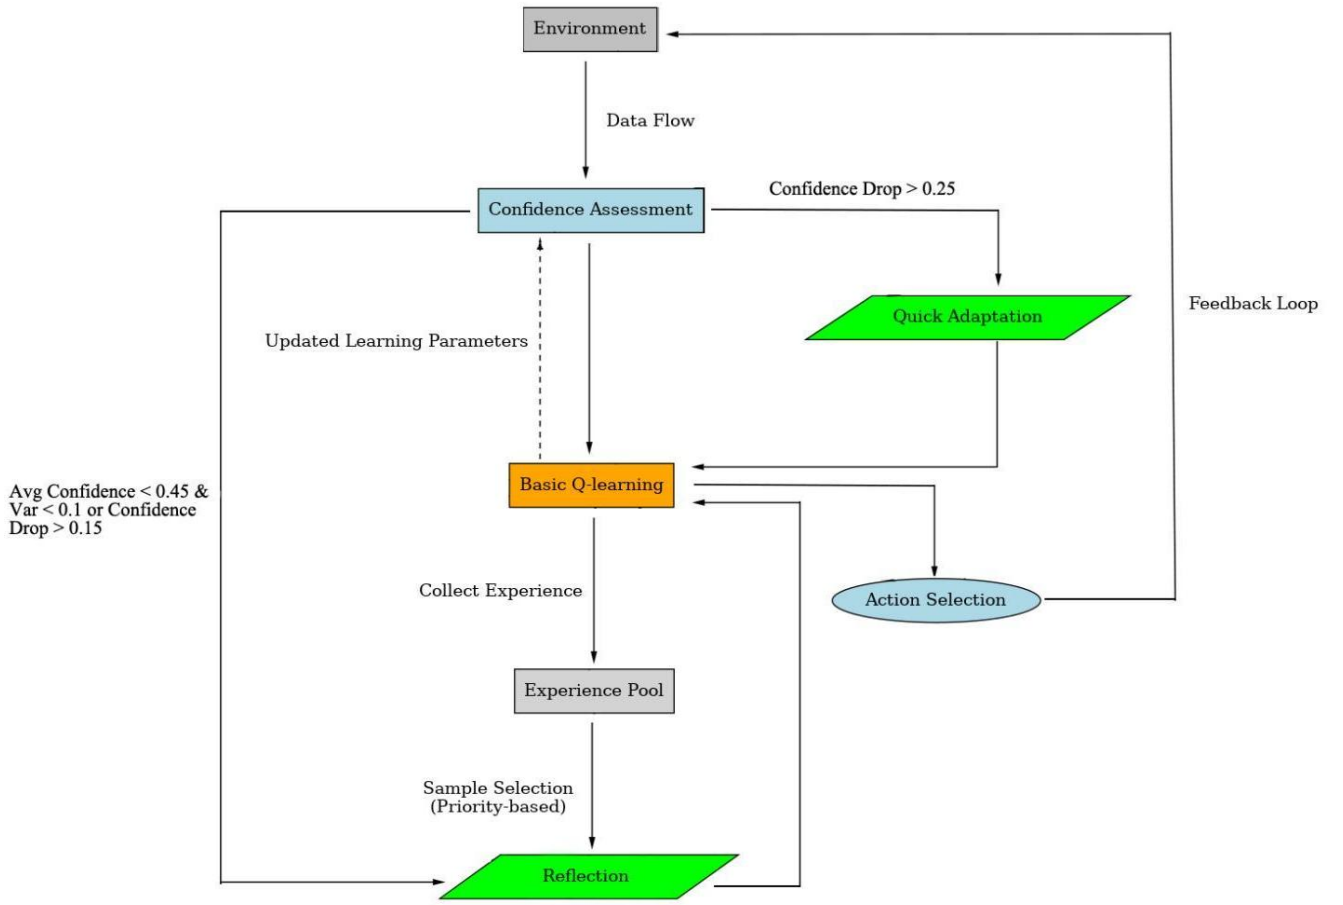 Environment
Data Flow
Confidence Drop > 0.25
Confidence Assessment
Feedback Loop
Quick Adaptation
Updated Learning Parameters
Avg Confidence < 0.45 &
Var < 0.1 or Confidence
Drop > 0.15
Basic Q-learning
Collect Experience
Action Selection
Experience Pool
Sample Selection
(Priority-based)
Reflection